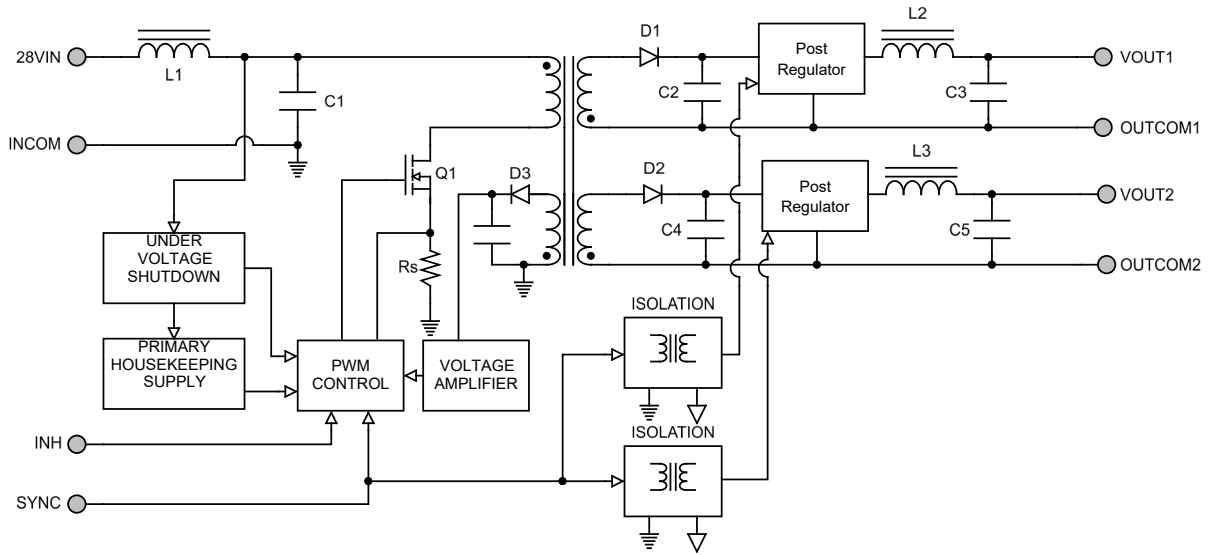 28VIN
L1
C1
INCOM
Q1
Rs
D3
D1
C2
Post
Regulator
L2
C3
VOUT1
OUTCOM1
D2
C4
Post
Regulator
L3
C5
VOUT2
OUTCOM2
UNDER
VOLTAGE
SHUTDOWN
PRIMARY
HOUSEKEEPING
SUPPLY
PWM
CONTROL
VOLTAGE
AMPLIFIER
ISOLATION
ISOLATION
INH
SYNC